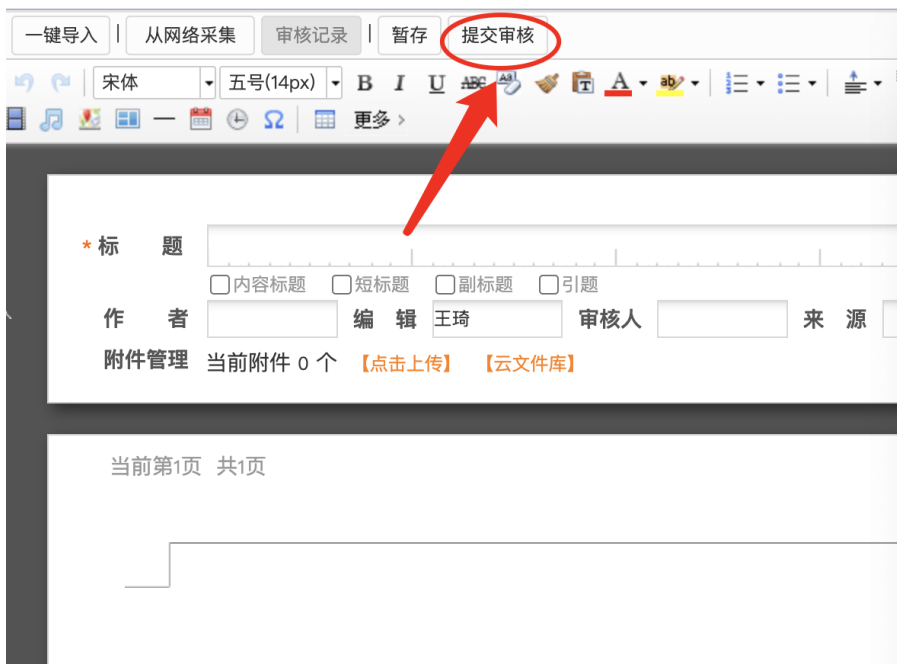 一键导入 | 从网络采集 审核记录 | 暂存 提交审核
宋体 五号(14px) B I U ABC A ab
Ω 更多
* 标 题
内容标题 短标题 副标题 引题
作 者 编 辑 王琦 审核人 来 源
附件管理 当前附件 0 个 【点击上传】 【云文件库】
当前第1页 共1页